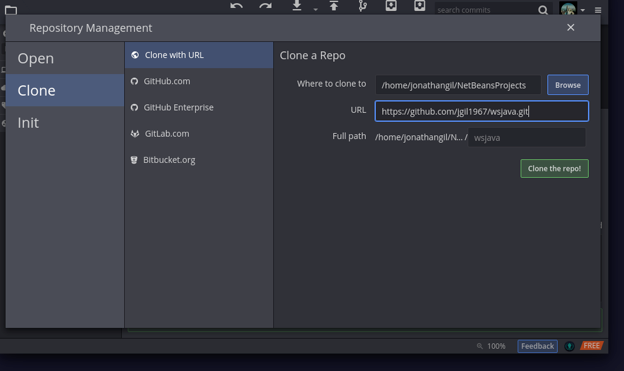 search commits
Repository Management
Open
Clone
Init
Clone with URL
GitHub.com
GitHub Enterprise
GitLab.com
Bitbucket.org
Clone a Repo
Where to clone to
/home/jonathangil/NetBeansProjects
Browse
URL
https://github.com/jgil1967/wsjava.git
Full path
/home/jonathangil/N... /
wsjava
Clone the repo!
100%
Feedback
FREE